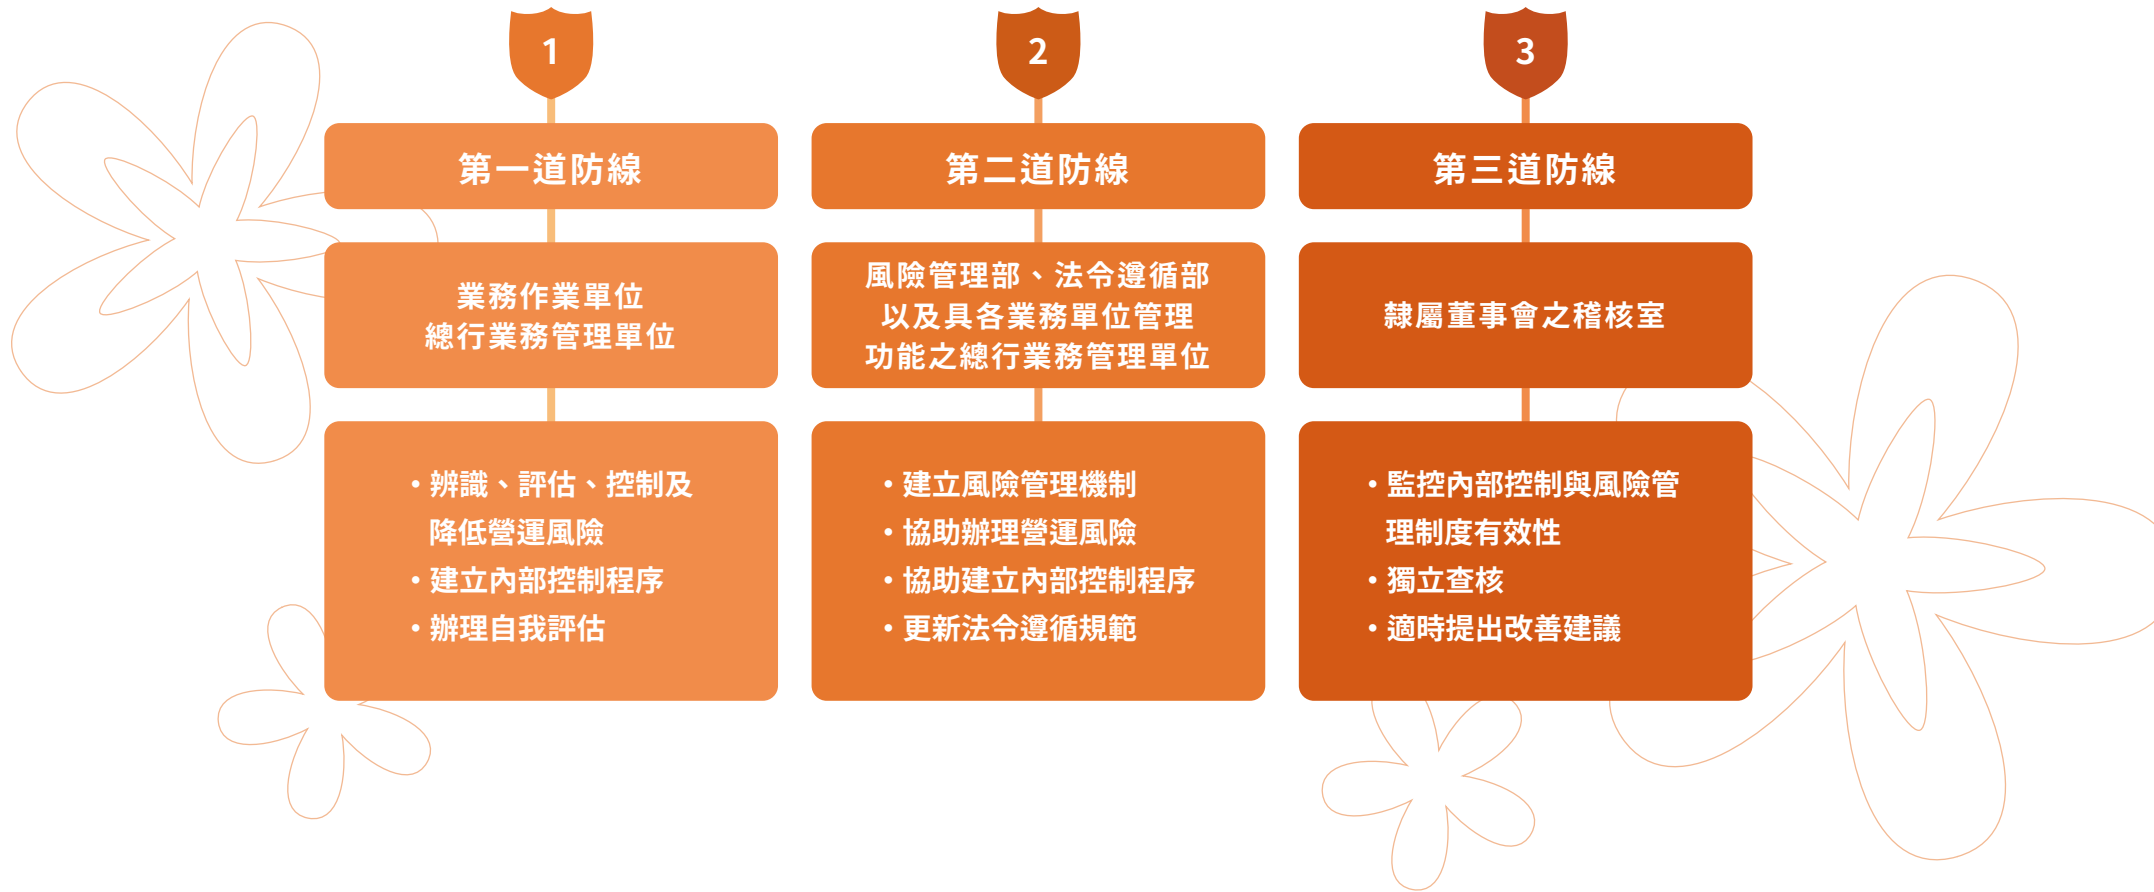 1
第一道防線
業務作業單位
總行業務管理單位
・辨識、評估、控制及
降低營運風險
・建立內部控制程序
・辦理自我評估
2
第二道防線
風險管理部、法令遵循部
以及具各業務單位管理
功能之總行業務管理單位
・建立風險管理機制
・協助辦理營運風險
・協助建立內部控制程序
・更新法令遵循規範
3
第三道防線
隸屬董事會之稽核室
・監控內部控制與風險管
理制度有效性
・獨立查核
・適時提出改善建議